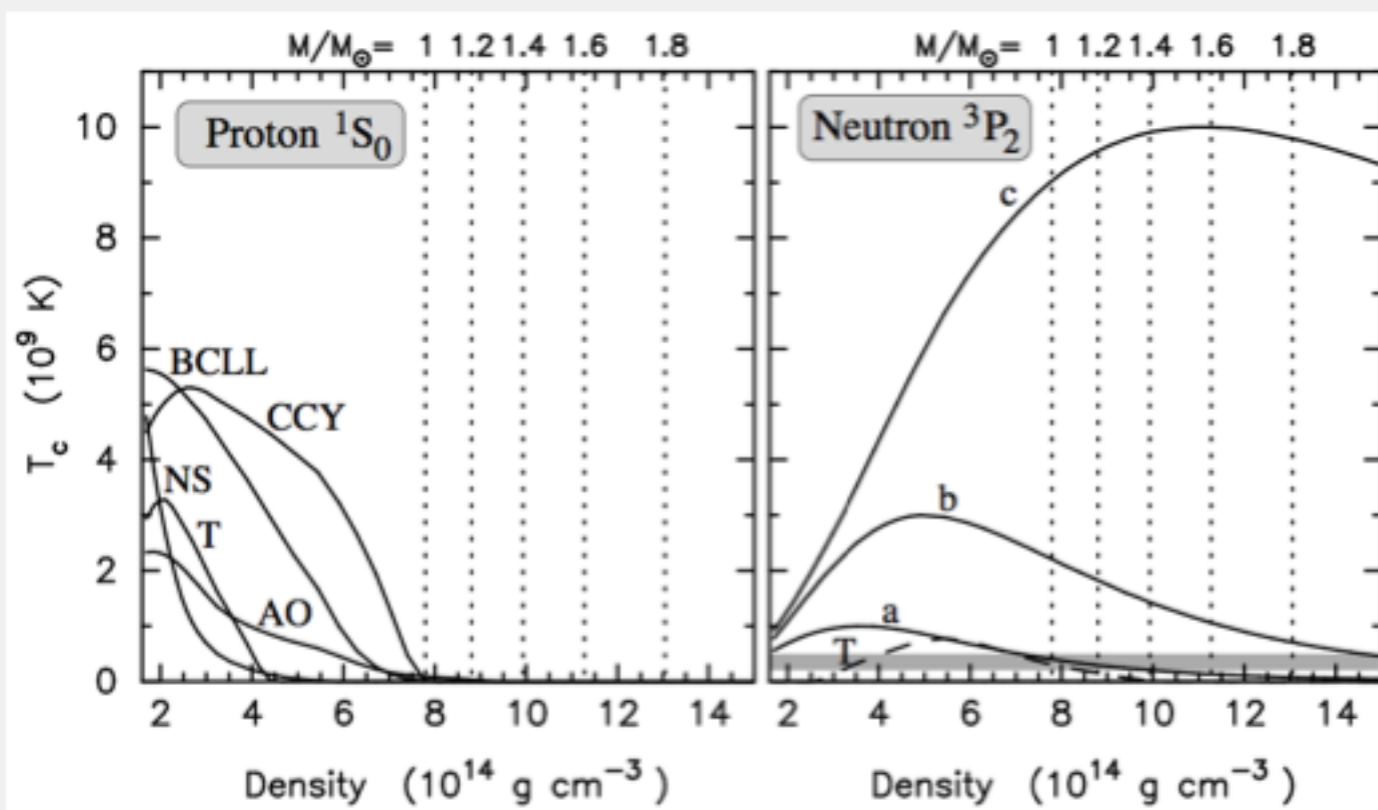 M/M☉= 1 1.2 1.4 1.6 1.8
M/M☉= 1 1.2 1.4 1.6 1.8
Proton ¹S₀
Neutron ³P₂
T_c (10⁹ K)
10
8
6
4
2
0
BCLL
CCY
NS
T
AO
c
b
a
T
2 4 6 8 10 12 14
2 4 6 8 10 12 14
Density (10¹⁴ g cm⁻³)
Density (10¹⁴ g cm⁻³)